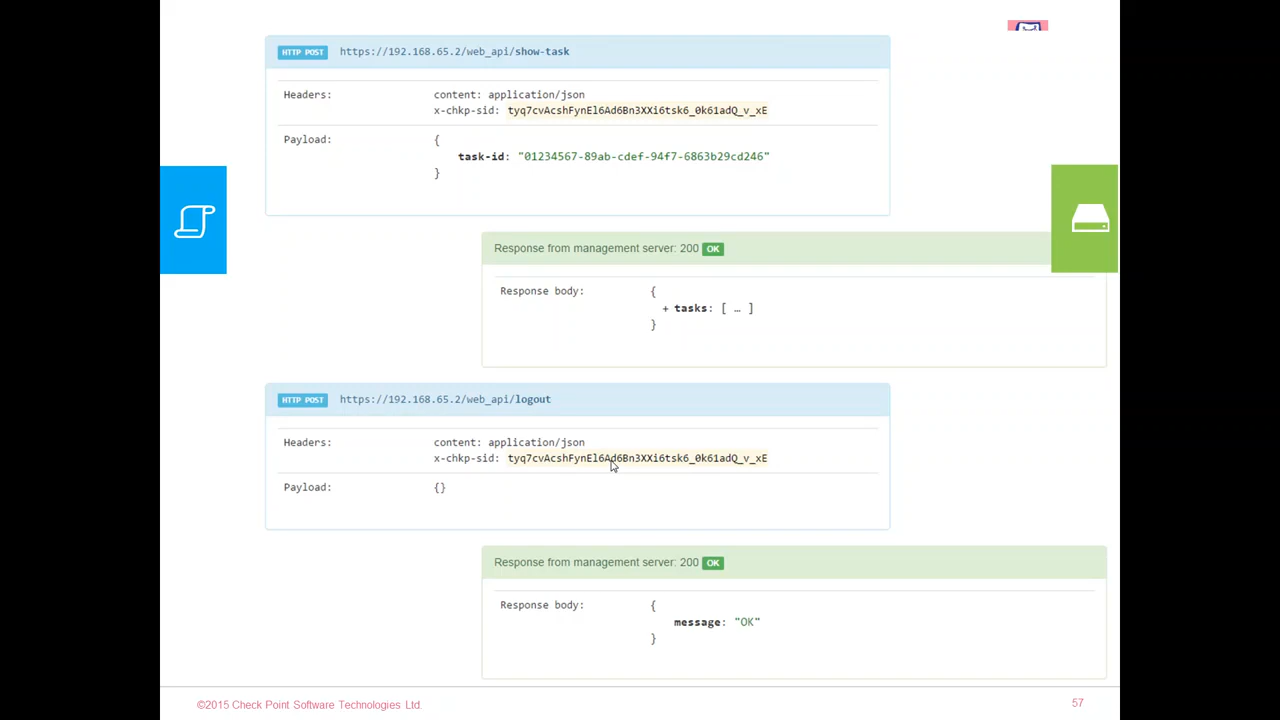 HTTP POST https://192.168.65.2/web_api/show-task
Headers: content: application/json
x-chkp-sid: tyq7cvAcshFynEl6Ad6Bn3XXi6tsk6_0k61adQ_v_xE
Payload: {
task-id: "01234567-89ab-cdef-94f7-6863b29cd246"
}
Response from management server: 200 OK
Response body: {
+ tasks: [ … ]
}
HTTP POST https://192.168.65.2/web_api/logout
Headers: content: application/json
x-chkp-sid: tyq7cvAcshFynEl6Ad6Bn3XXi6tsk6_0k61adQ_v_xE
Payload: {}
Response from management server: 200 OK
Response body: {
message: "OK"
}
©2015 Check Point Software Technologies Ltd. 57